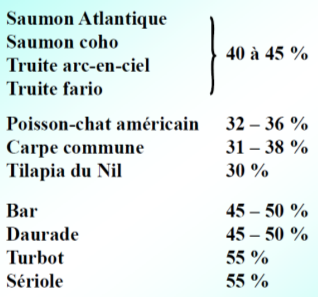 Saumon Atlantique
Saumon coho
Truite arc-en-ciel
Truite fario
40 à 45 %
Poisson-chat américain 32 – 36 %
Carpe commune 31 – 38 %
Tilapia du Nil 30 %
Bar 45 – 50 %
Daurade 45 – 50 %
Turbot 55 %
Sériole 55 %